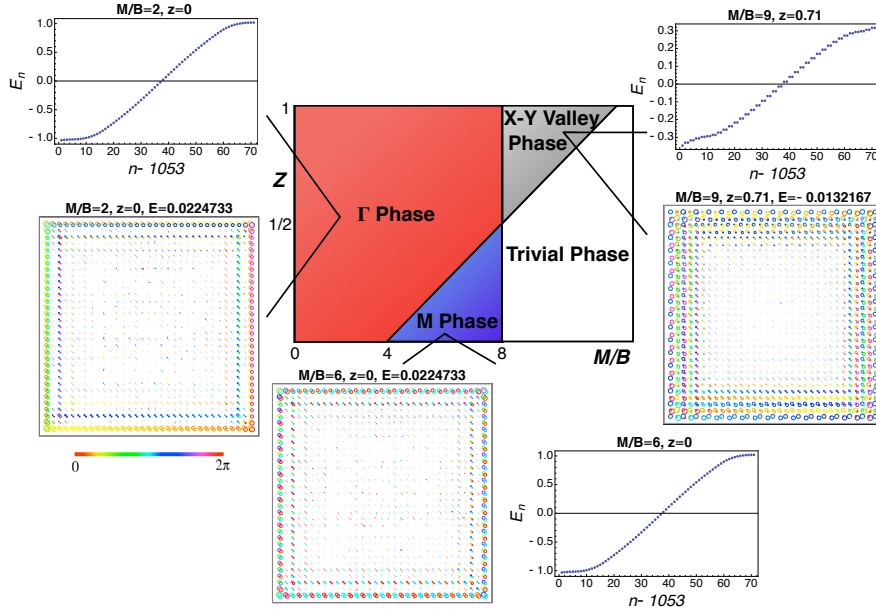 M/B=2, z=0
1.0
0.5
0.0
- 0.5
- 1.0
E_n
0 10 20 30 40 50 60 70
n- 1053
M/B=9, z=0.71
0.3
0.2
0.1
0.0
- 0.1
- 0.2
- 0.3
E_n
0 10 20 30 40 50 60 70
n- 1053
1
Z
1/2
X-Y Valley
Phase
Γ Phase
Trivial Phase
M Phase
0 4 8 M/B
M/B=2, z=0, E=0.0224733
0 2π
M/B=9, z=0.71, E=- 0.0132167
M/B=6, z=0, E=0.0224733
M/B=6, z=0
1.0
0.5
0.0
- 0.5
- 1.0
E_n
0 10 20 30 40 50 60 70
n- 1053